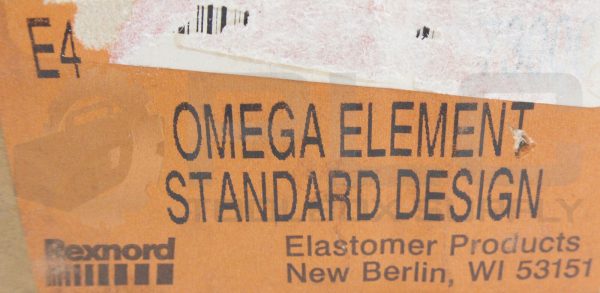 E4
OMEGA ELEMENT
STANDARD DESIGN
Rexnord
Elastomer Products
New Berlin, WI 53151